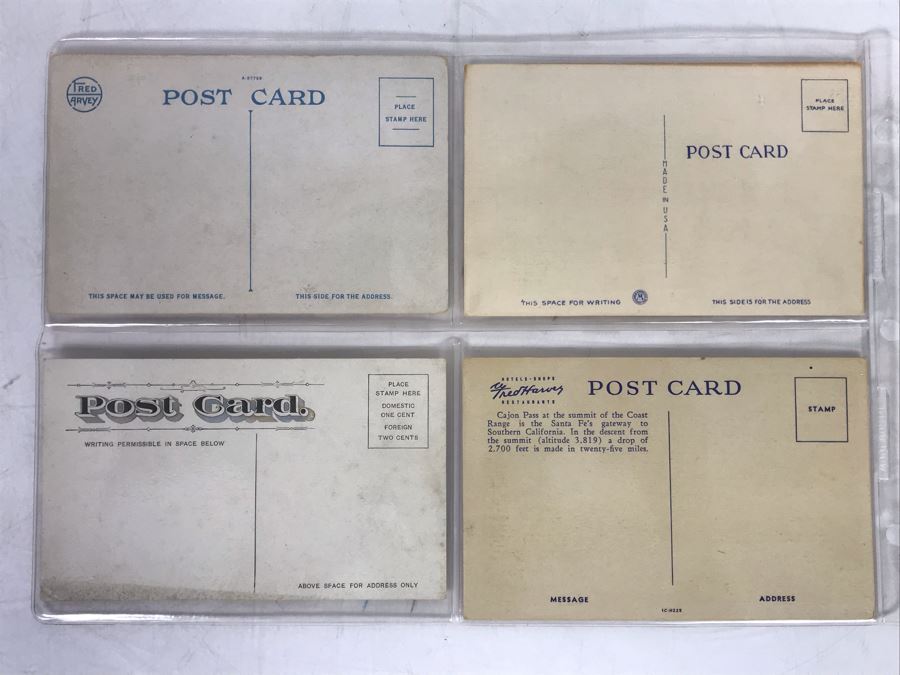 FRED
HARVEY
A-87798
POST CARD
PLACE
STAMP HERE
THIS SPACE MAY BE USED FOR MESSAGE.
THIS SIDE FOR THE ADDRESS.
PLACE
STAMP HERE
POST CARD
MADE IN USA
THIS SPACE FOR WRITING
THIS SIDE IS FOR THE ADDRESS
Post Card.
PLACE
STAMP HERE
DOMESTIC
ONE CENT
FOREIGN
TWO CENTS
WRITING PERMISSIBLE IN SPACE BELOW
ABOVE SPACE FOR ADDRESS ONLY
HOTELS · SHOPS
Fred Harvey
RESTAURANTS
POST CARD
STAMP
Cajon Pass at the summit of the Coast
Range is the Santa Fe's gateway to
Southern California. In the descent from
the summit (altitude 3,819) a drop of
2,700 feet is made in twenty-five miles.
MESSAGE
ADDRESS